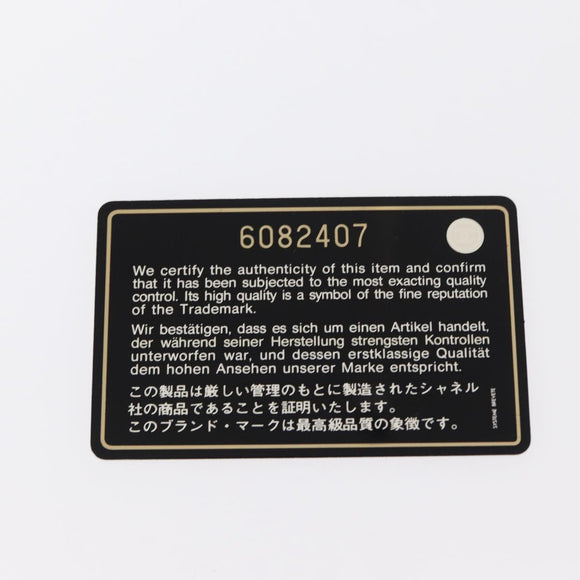 6082407
We certify the authenticity of this item and confirm
that it has been subjected to the most exacting quality
control. Its high quality is a symbol of the fine reputation
of the Trademark.
Wir bestätigen, dass es sich um einen Artikel handelt,
der während seiner Herstellung strengsten Kontrollen
unterworfen war, und dessen erstklassige Qualität
dem hohen Ansehen unserer Marke entspricht.
この製品は厳しい管理のもとに製造されたシャネル
社の商品であることを証明いたします。
このブランド・マークは最高級品質の象徴です。
SYSTEME BREVETE